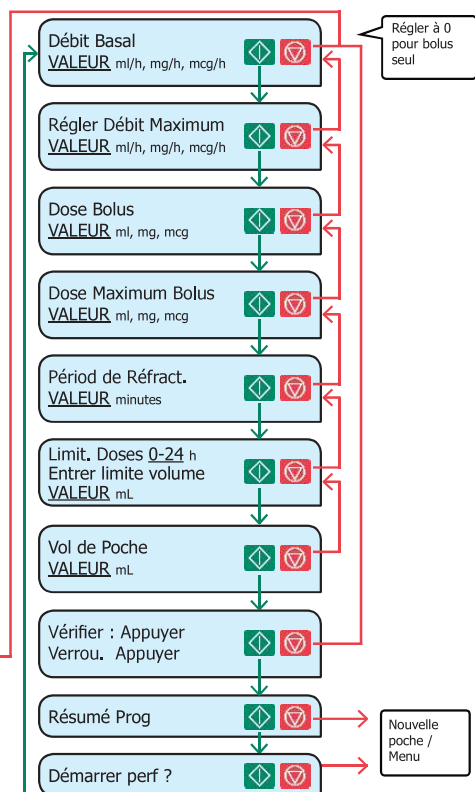 Débit Basal
VALEUR ml/h, mg/h, mcg/h
Régler à 0
pour bolus
seul
Régler Débit Maximum
VALEUR ml/h, mg/h, mcg/h
Dose Bolus
VALEUR ml, mg, mcg
Dose Maximum Bolus
VALEUR ml, mg, mcg
Périod de Réfract.
VALEUR minutes
Limit. Doses 0-24 h
Entrer limite volume
VALEUR mL
Vol de Poche
VALEUR mL
Vérifier : Appuyer
Verrou. Appuyer
Résumé Prog
Nouvelle
poche /
Menu
Démarrer perf ?